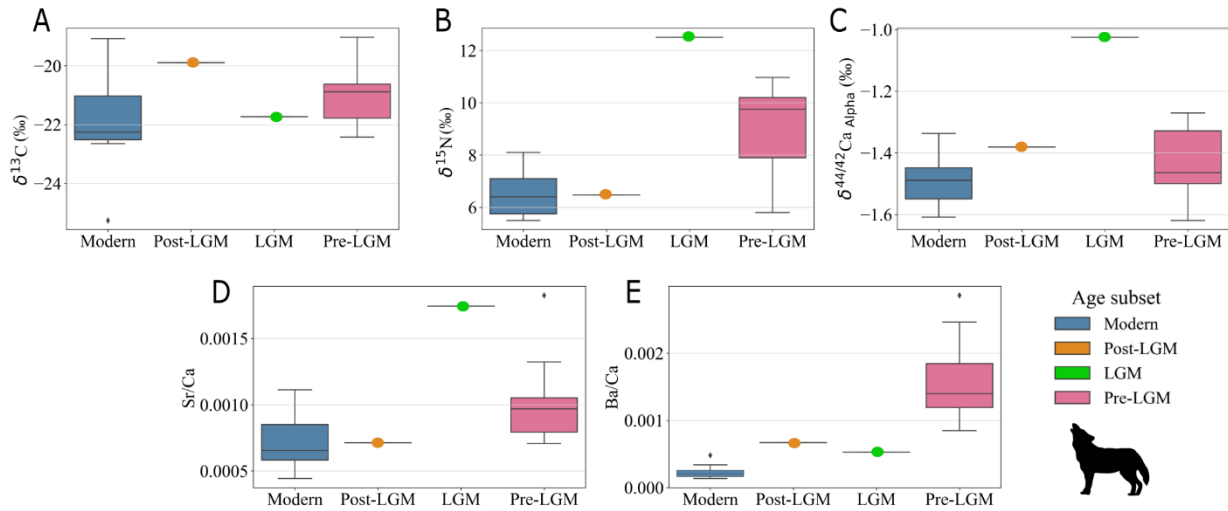 A
δ13C (‰)
−20
−22
−24
Modern Post-LGM LGM Pre-LGM
B
δ15N (‰)
12
10
8
6
Modern Post-LGM LGM Pre-LGM
C
δ44/42Ca Alpha (‰)
−1.0
−1.2
−1.4
−1.6
Modern Post-LGM LGM Pre-LGM
D
Sr/Ca
0.0015
0.0010
0.0005
Modern Post-LGM LGM Pre-LGM
E
Ba/Ca
0.002
0.001
0.000
Modern Post-LGM LGM Pre-LGM
Age subset
Modern
Post-LGM
LGM
Pre-LGM